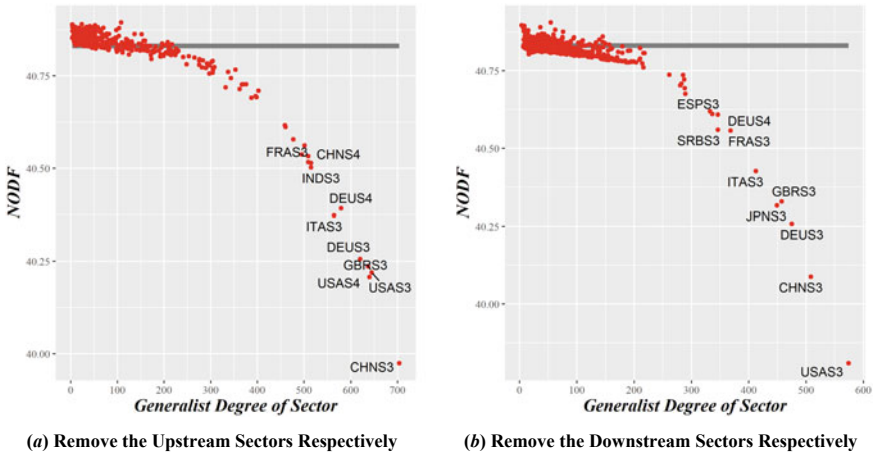 40.75
40.50
40.25
40.00
NODF
FRAS3
CHNS4
INDS3
DEUS4
ITAS3
DEUS3
GBRS3
USAS4
USAS3
CHNS3
0 100 200 300 400 500 600 700
Generalist Degree of Sector
(a) Remove the Upstream Sectors Respectively
40.75
40.50
40.25
40.00
NODF
ESPS3
DEUS4
SRBS3
FRAS3
ITAS3
GBRS3
JPNS3
DEUS3
CHNS3
USAS3
0 100 200 300 400 500 600
Generalist Degree of Sector
(b) Remove the Downstream Sectors Respectively